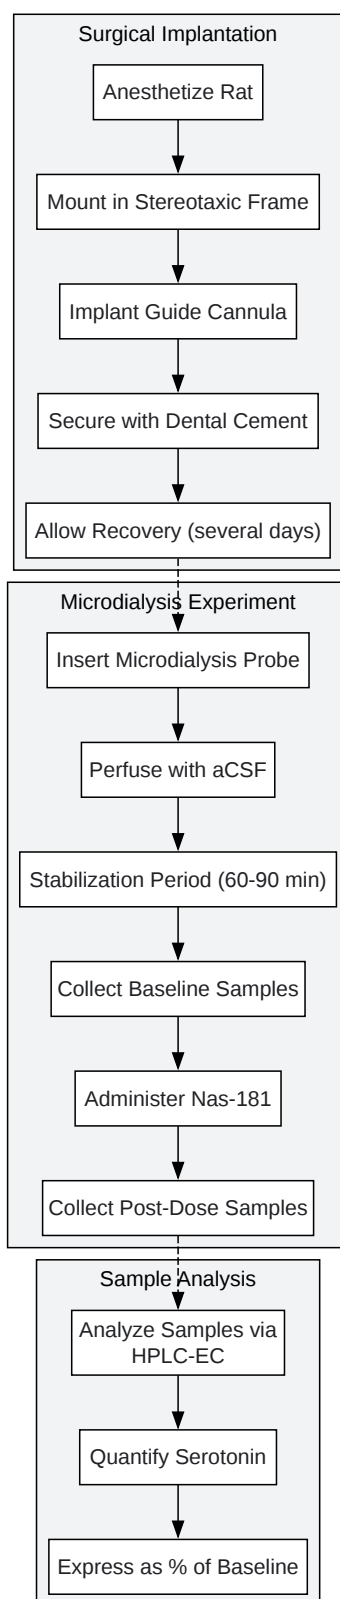 Surgical Implantation
Anesthetize Rat
Mount in Stereotaxic Frame
Implant Guide Cannula
Secure with Dental Cement
Allow Recovery (several days)
Microdialysis Experiment
Insert Microdialysis Probe
Perfuse with aCSF
Stabilization Period (60-90 min)
Collect Baseline Samples
Administer Nas-181
Collect Post-Dose Samples
Sample Analysis
Analyze Samples via
HPLC-EC
Quantify Serotonin
Express as % of Baseline